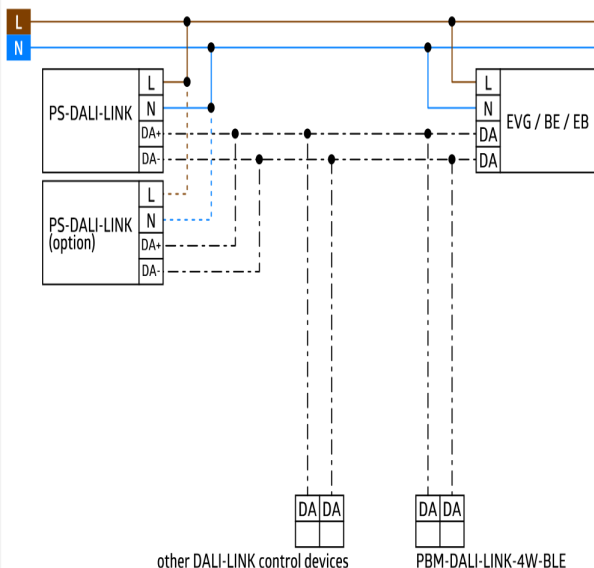 L
N
PS-DALI-LINK
L
N
DA+
DA-
L
N
DA
DA
EVG / BE / EB
PS-DALI-LINK
(option)
L
N
DA+
DA-
DA DA
DA DA
other DALI-LINK control devices
PBM-DALI-LINK-4W-BLE